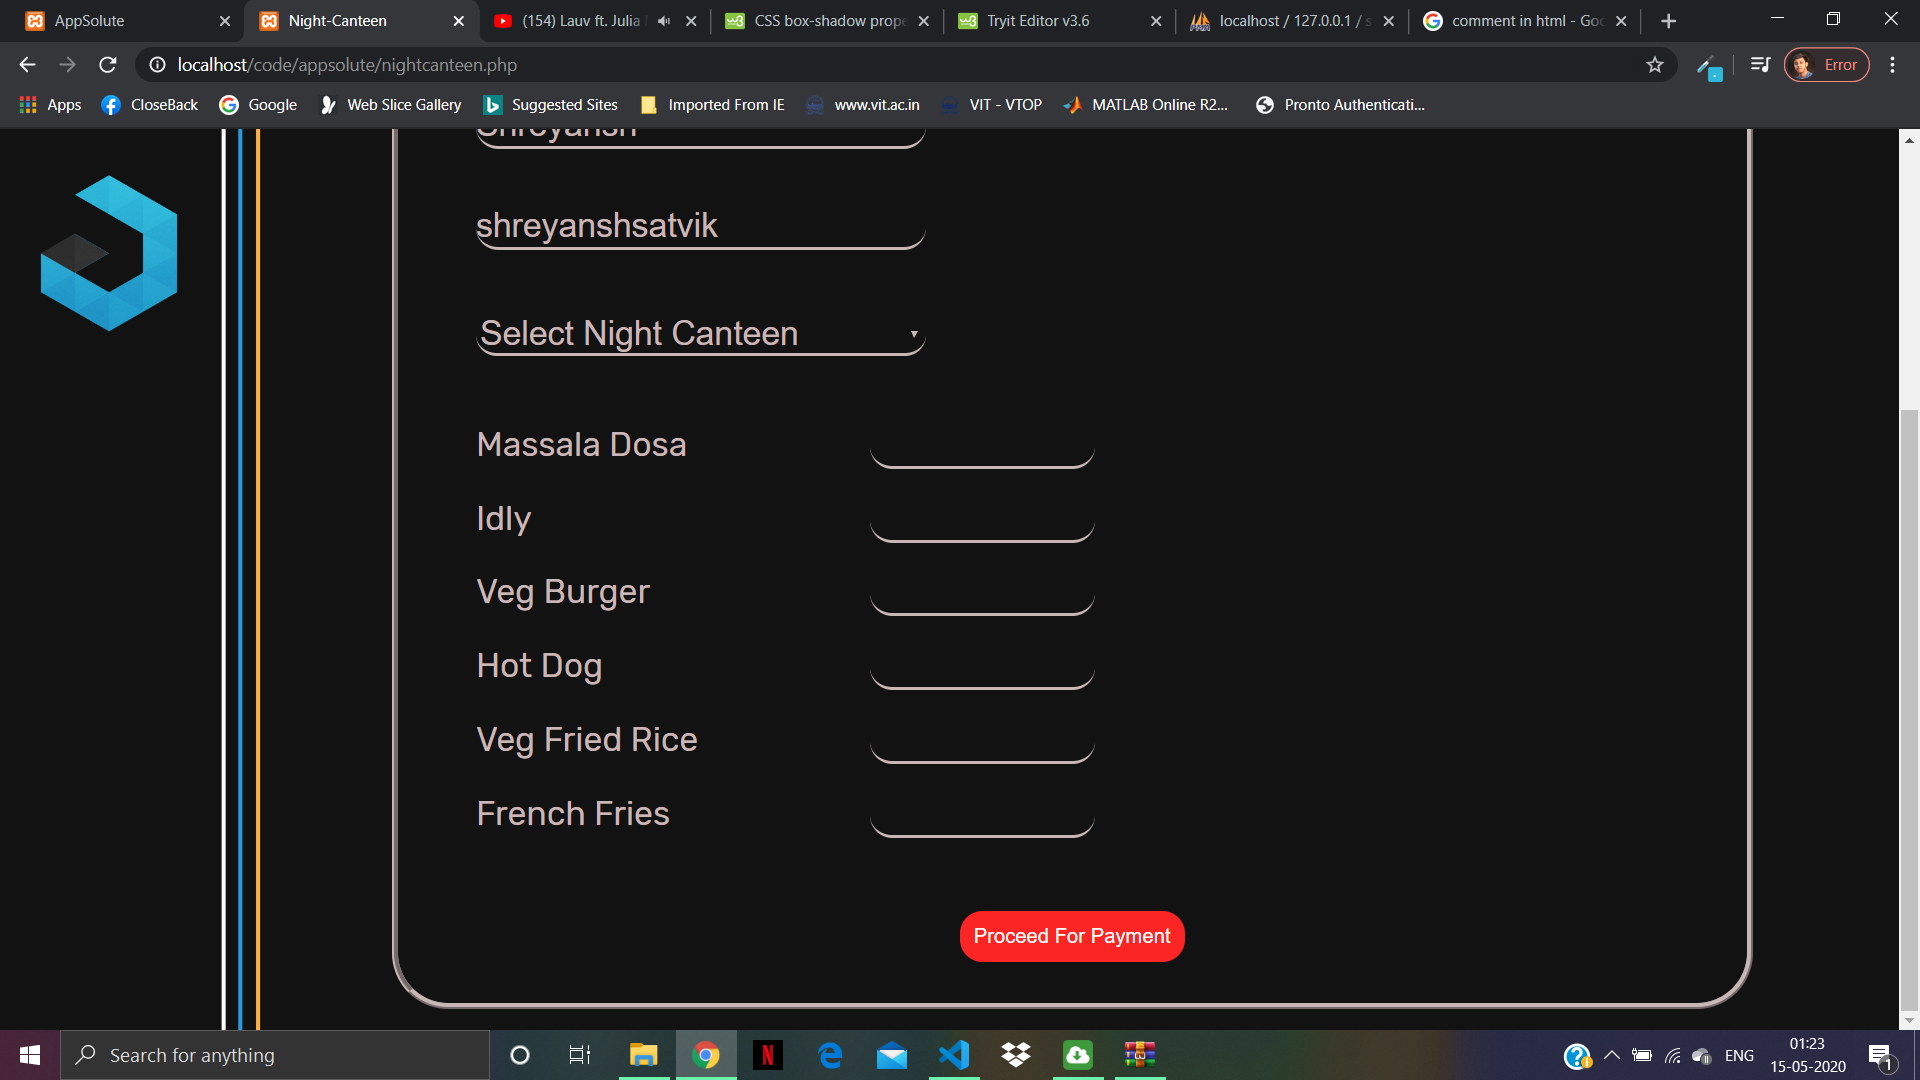 AppSolute
Night-Canteen
(154) Lauv ft. Julia
CSS box-shadow prope
Tryit Editor v3.6
localhost / 127.0.0.1 / s
comment in html - Goo
localhost/code/appsolute/nightcanteen.php
Error
Apps
CloseBack
Google
Web Slice Gallery
Suggested Sites
Imported From IE
www.vit.ac.in
VIT - VTOP
MATLAB Online R2...
Pronto Authenticati...
Shreyansh
shreyanshsatvik
Select Night Canteen
Massala Dosa
Idly
Veg Burger
Hot Dog
Veg Fried Rice
French Fries
Proceed For Payment
Search for anything
ENG
01:23
15-05-2020
1